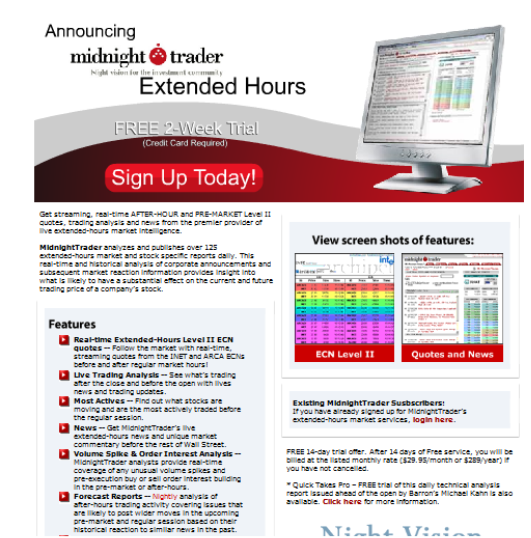 Announcing
midnight trader
Night vision for the investment community
Extended Hours
FREE 2-Week Trial
(Credit Card Required)
Sign Up Today!
Get streaming, real-time AFTER-HOUR and PRE-MARKET Level II
quotes, trading analysis and news from the premier provider of
live extended-hours market intelligence.
MidnightTrader analyzes and publishes over 125
extended-hours market and stock specific reports daily. This
real-time and historical analysis of corporate announcements and
subsequent market reaction information provides insight into
what is likely to have a substantial effect on the current and future
trading price of a company's stock.
Features
Real-time Extended-Hours Level II ECN
quotes -- Follow the market with real-time,
streaming quotes from the INET and ARCA ECNs
before and after regular market hours!
Live Trading Analysis -- See what's trading
after the close and before the open with lives
news and trading updates.
Most Actives -- Find out what stocks are
moving and are the most actively traded before
the regular session.
News -- Get MidnightTrader's live
extended-hours news and unique market
commentary before the rest of Wall Street.
Volume Spike & Order Interest Analysis --
MidnightTrader analysts provide real-time
coverage of any unusual volume spikes and
pre-execution buy or sell order interest building
in the pre-market or after-hours.
Forecast Reports -- Nightly analysis of
after-hours trading activity covering issues that
are likely to post wider moves in the upcoming
pre-market and regular session based on their
historical reaction to similar news in the past.
View screen shots of features:
ECN Level II
Quotes and News
Existing MidnightTrader Susbscribers:
If you have already signed up for MidnightTrader's
extended-hours market services, login here.
FREE 14-day trial offer. After 14 days of Free service, you will be
billed at the listed monthly rate ($29.95/month or $289/year) if
you have not cancelled.
* Quick Takes Pro – FREE trial of this daily technical analysis
report issued ahead of the open by Barron's Michael Kahn is also
available. Click here for more information.
Night Vision